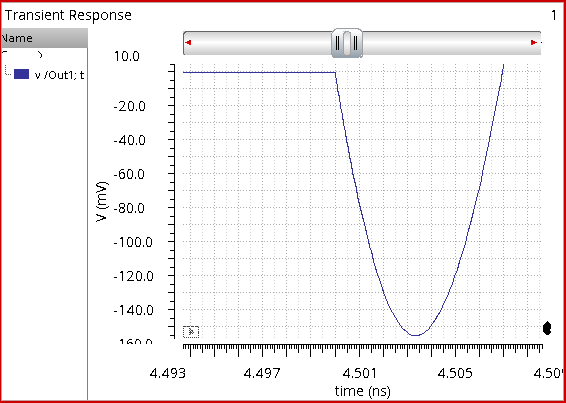 Transient Response 1
Name
v /Out1; t
10.0
-20.0
-40.0
-60.0
-80.0
-100.0
-120.0
-140.0
V (mV)
4.493 4.497 4.501 4.505
time (ns)